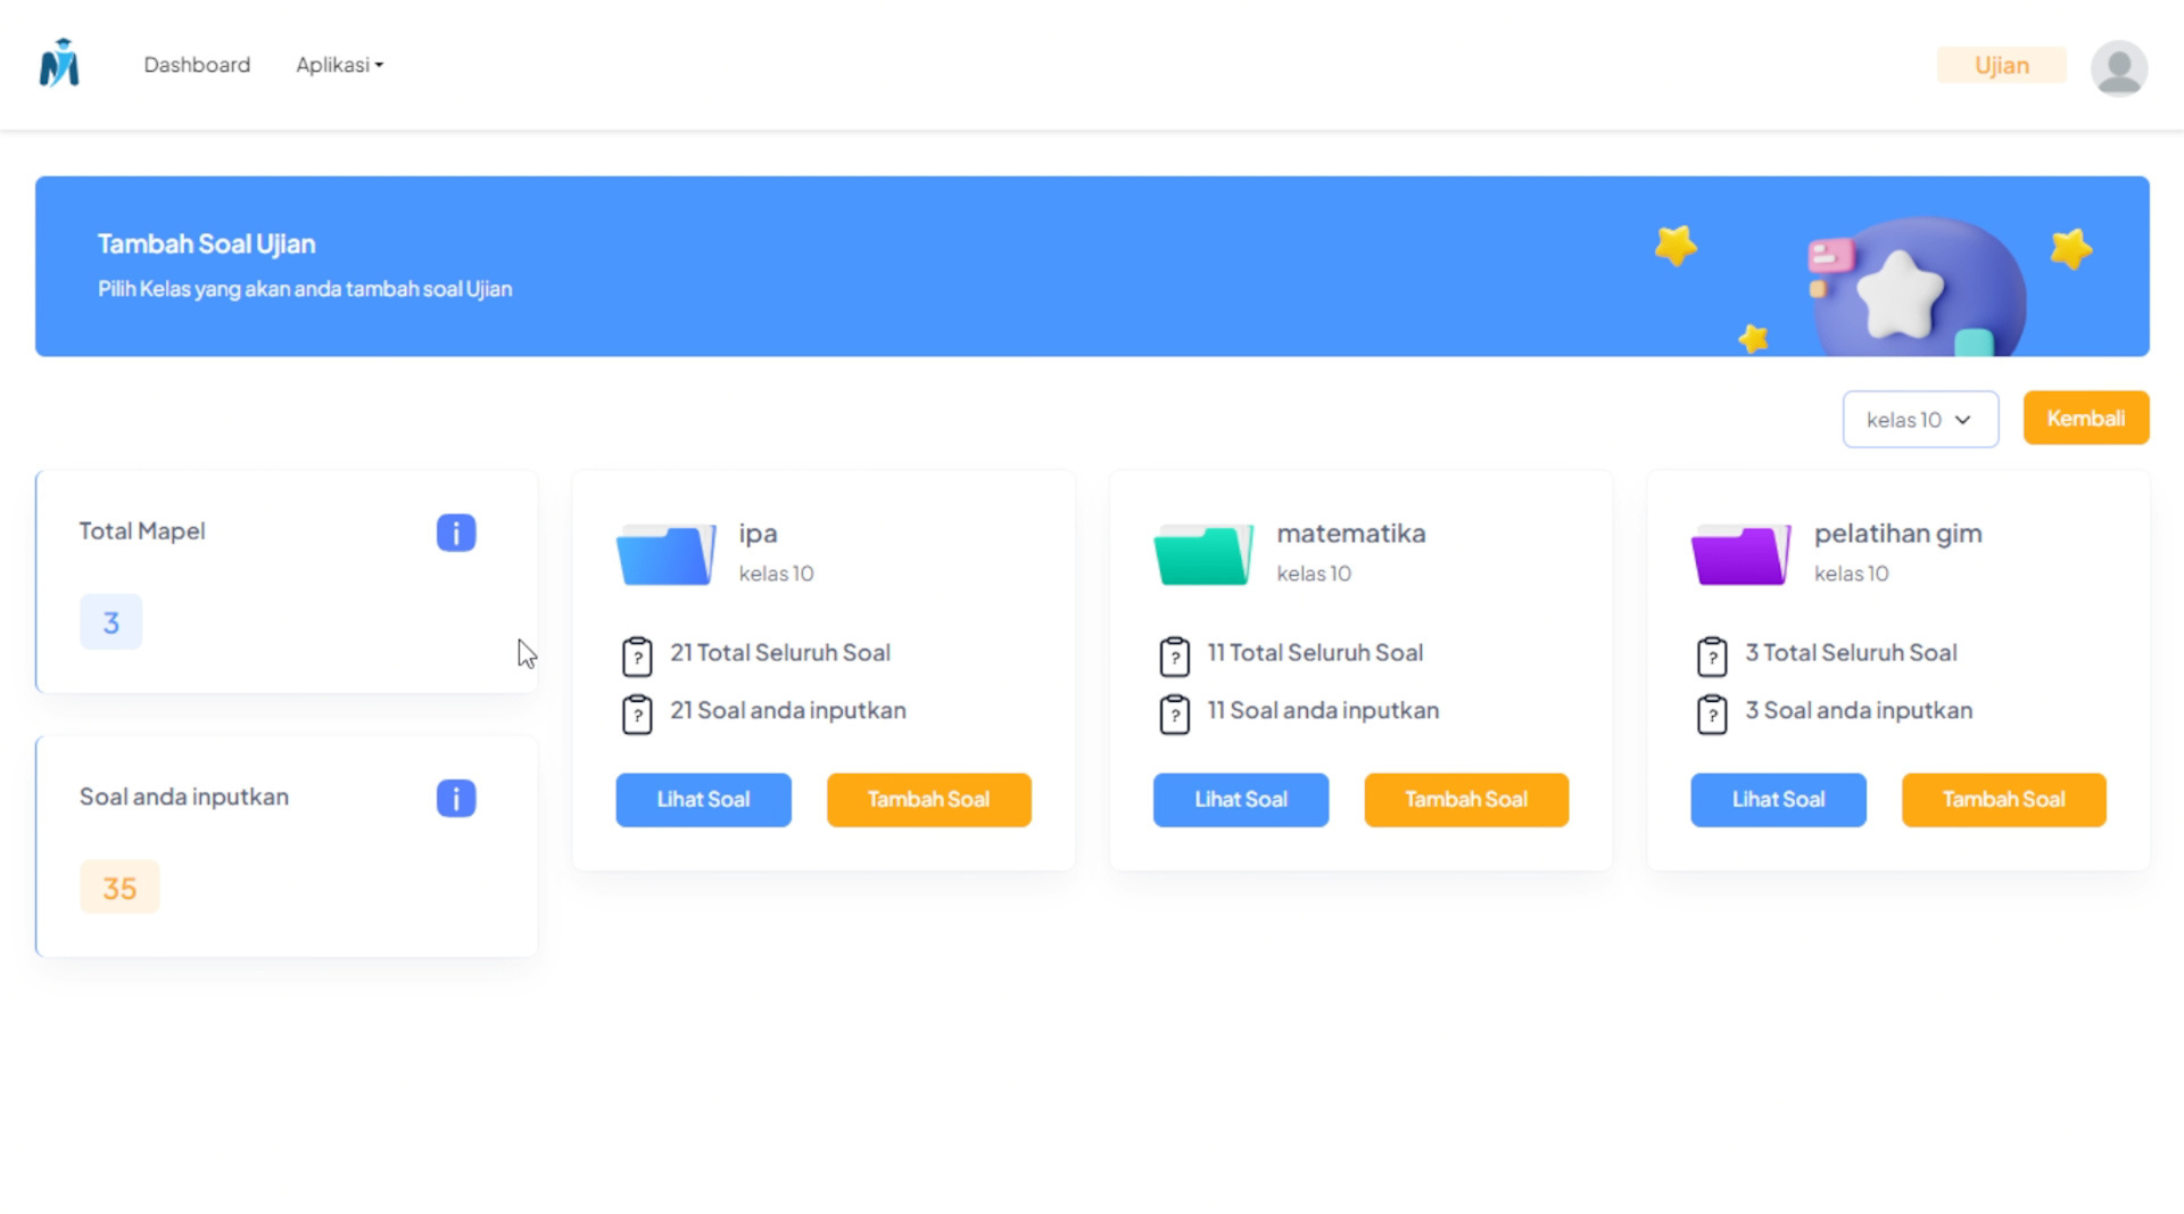 Dashboard
Aplikasi
Ujian
Tambah Soal Ujian
Pilih Kelas yang akan anda tambah soal Ujian
kelas 10
Kembali
Total Mapel
3
Soal anda inputkan
35
ipa
kelas 10
21 Total Seluruh Soal
21 Soal anda inputkan
Lihat Soal
Tambah Soal
matematika
kelas 10
11 Total Seluruh Soal
11 Soal anda inputkan
Lihat Soal
Tambah Soal
pelatihan gim
kelas 10
3 Total Seluruh Soal
3 Soal anda inputkan
Lihat Soal
Tambah Soal